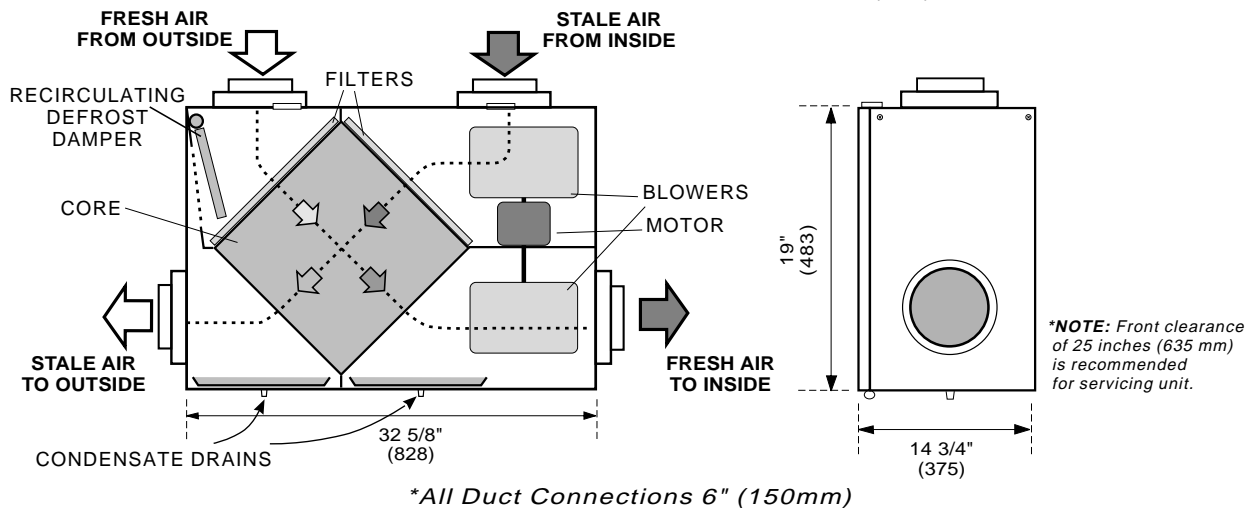 FRESH AIR
FROM OUTSIDE
STALE AIR
FROM INSIDE
FILTERS
RECIRCULATING
DEFROST
DAMPER
CORE
BLOWERS
MOTOR
STALE AIR
TO OUTSIDE
FRESH AIR
TO INSIDE
32 5/8"
(828)
CONDENSATE DRAINS
19"
(483)
*NOTE: Front clearance
of 25 inches (635 mm)
is recommended
for servicing unit.
14 3/4"
(375)
*All Duct Connections 6" (150mm)